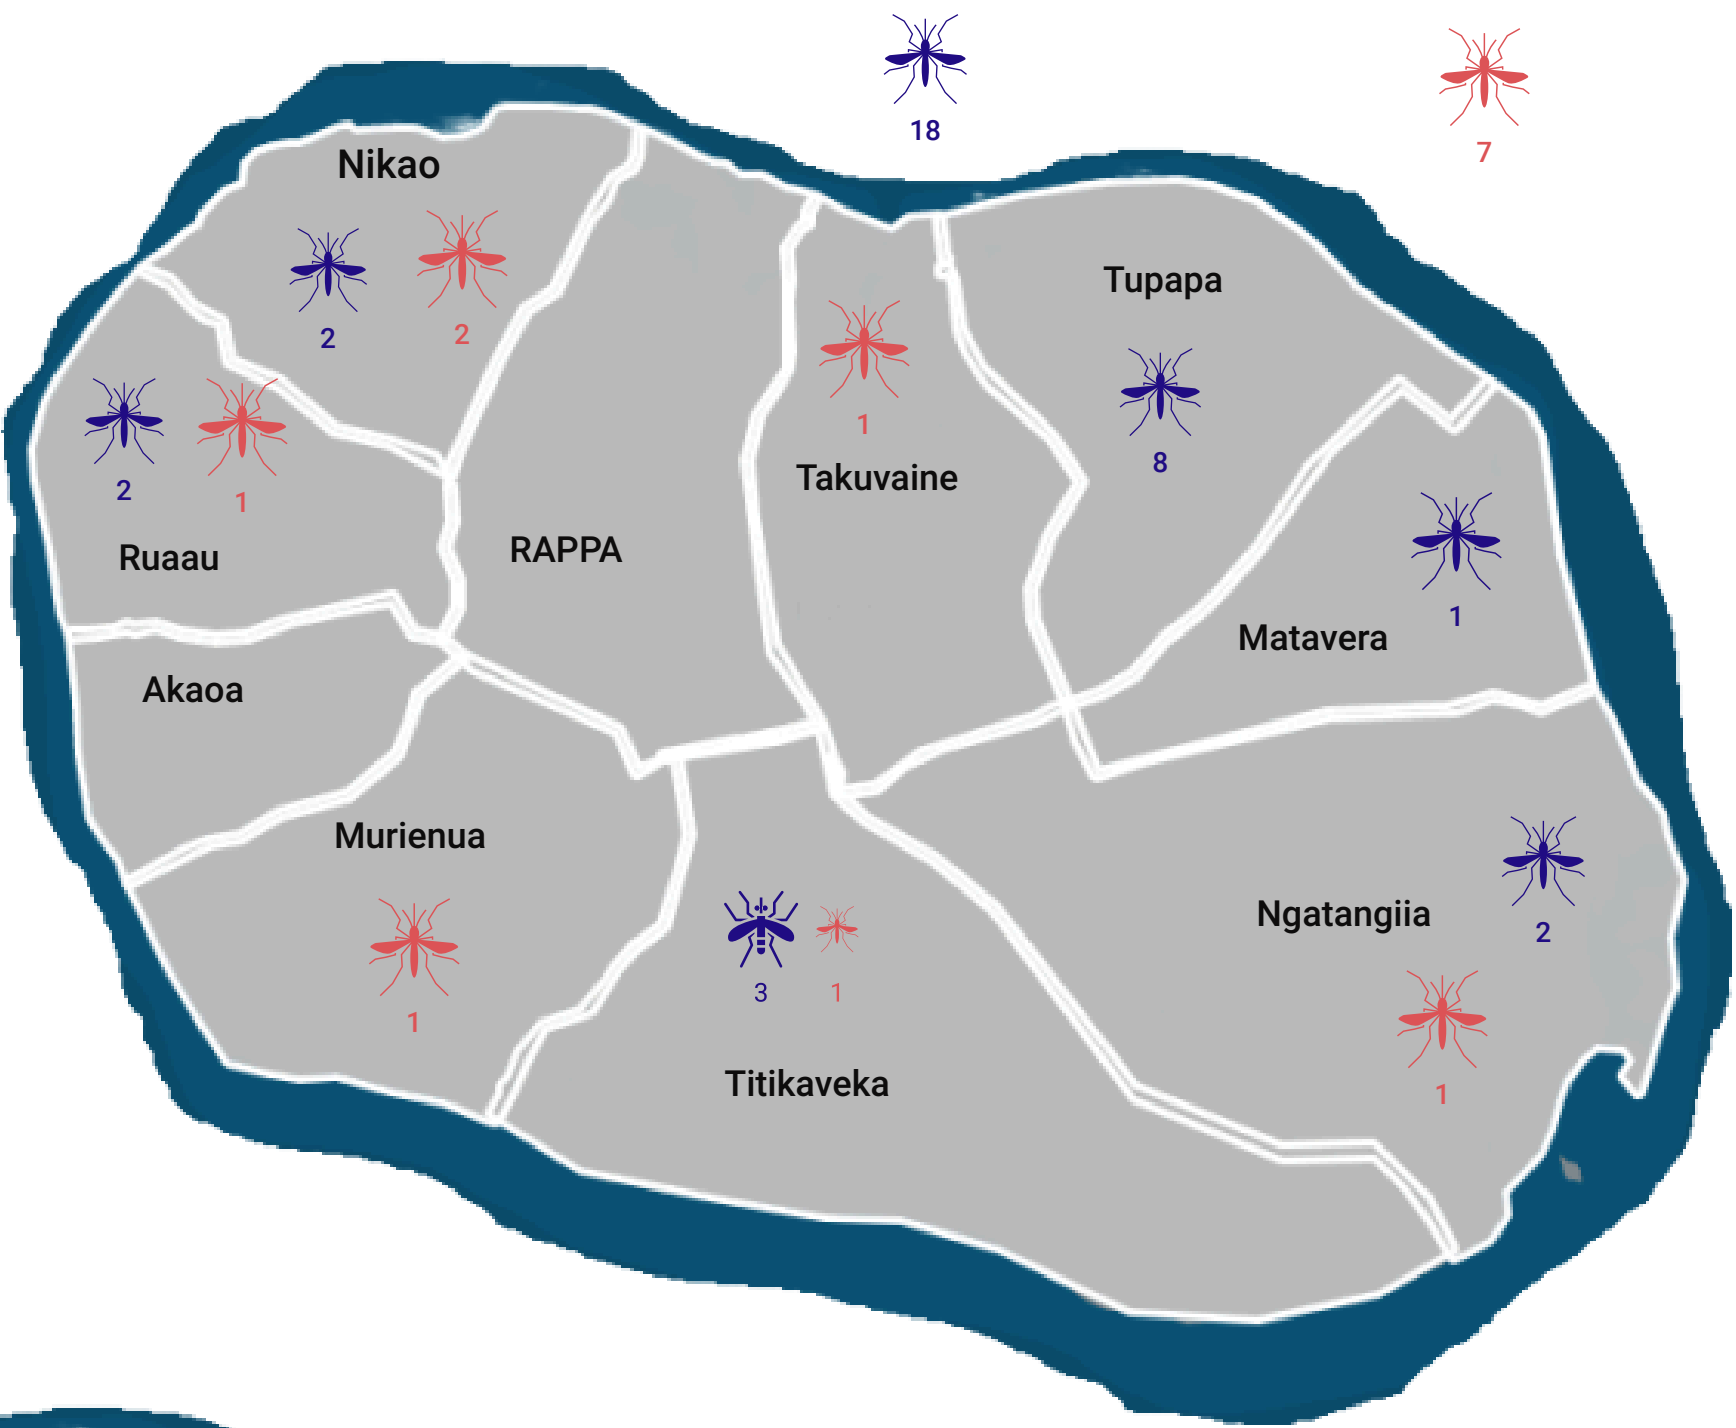 18
7
Nikao
2 2
Tupapa
1
Takuvaine
8
2 1
Ruaau
RAPPA
1
Matavera
Akaoa
Murienua
1
3 1
Titikaveka
Ngatangiia
2
1